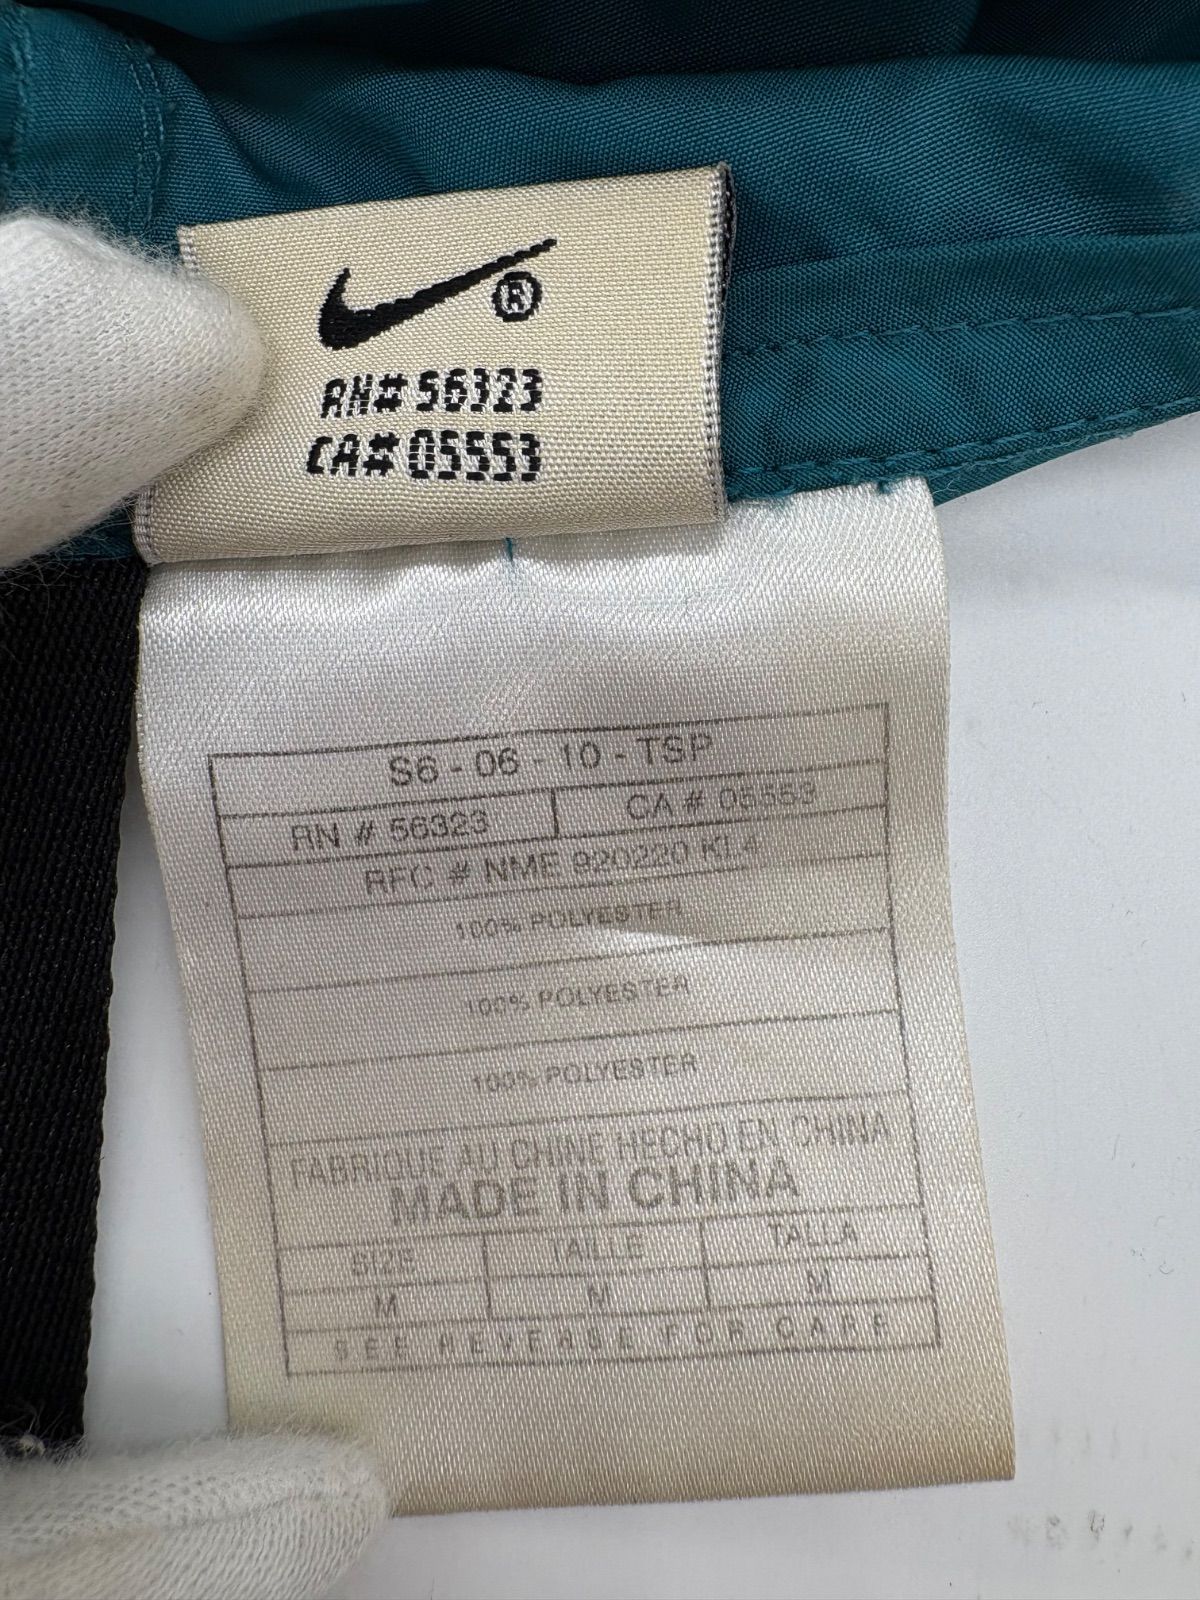 ®
RN# 56323
CA# 05553
S6 - 06 - 10 - TSP
RN # 56323 CA # 05553
RFC # NME 920220 KL4
100% POLYESTER
100% POLYESTER
100% POLYESTER
FABRIQUE AU CHINE HECHO EN CHINA
MADE IN CHINA
SIZE TAILLE TALLA
M M M
SEE REVERSE FOR CARE